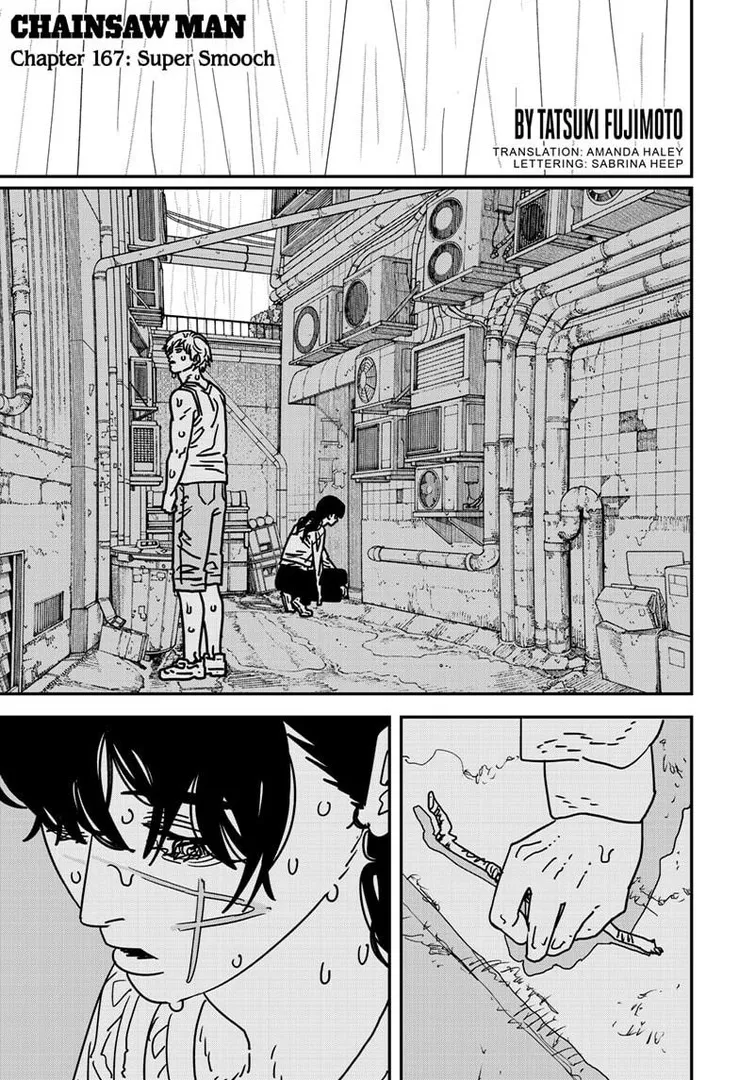 CHAINSAW MAN
Chapter 167: Super Smooch
BY TATSUKI FUJIMOTO
TRANSLATION: AMANDA HALEY
LETTERING: SABRINA HEEP